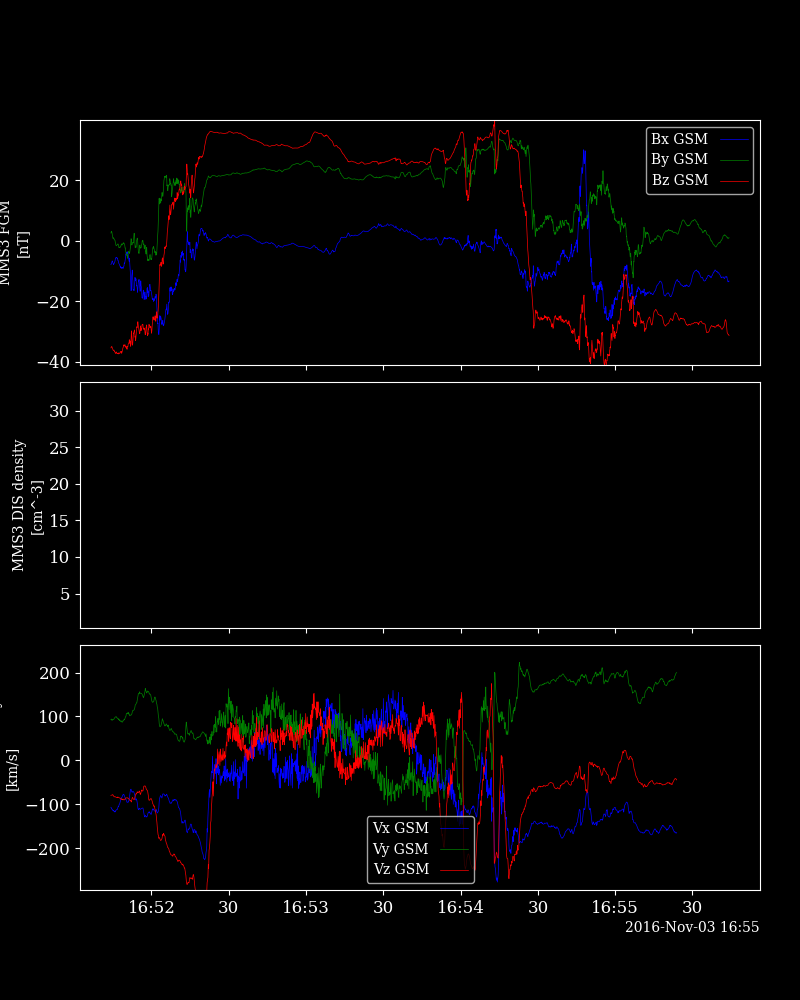 MMS3 FGM
[nT]
20
0
−20
−40
Bx GSM
By GSM
Bz GSM
MMS3 DIS density
[cm^-3]
30
25
20
15
10
5
[km/s]
200
100
0
−100
−200
Vx GSM
Vy GSM
Vz GSM
16:52 30 16:53 30 16:54 30 16:55 30
2016-Nov-03 16:55